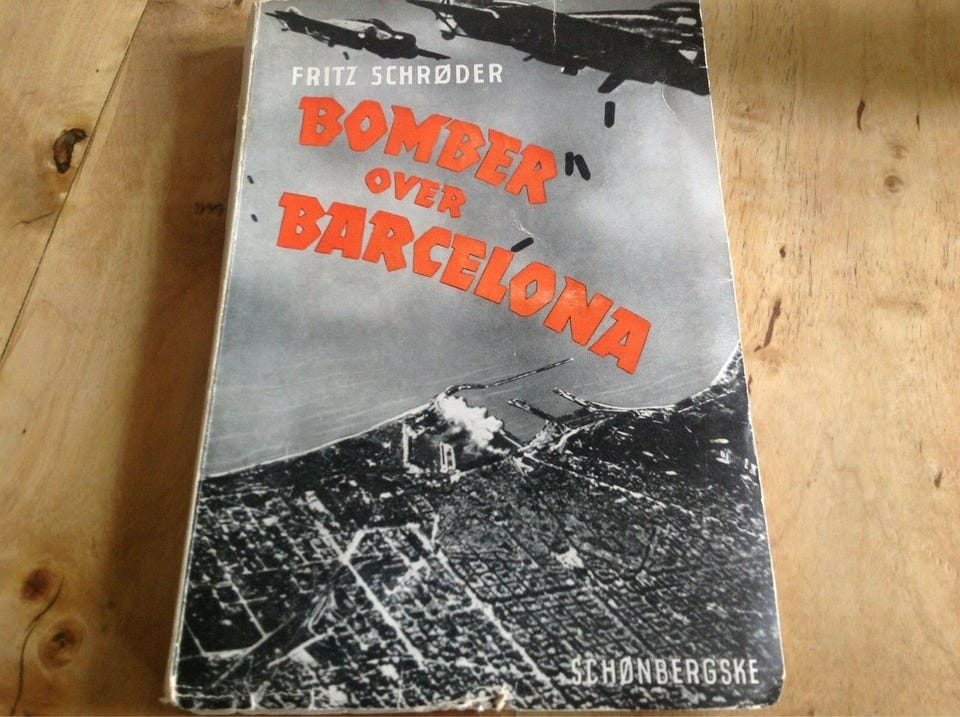 FRITZ SCHRØDER
BOMBER
OVER
BARCELONA
SCHØNBERGSKE